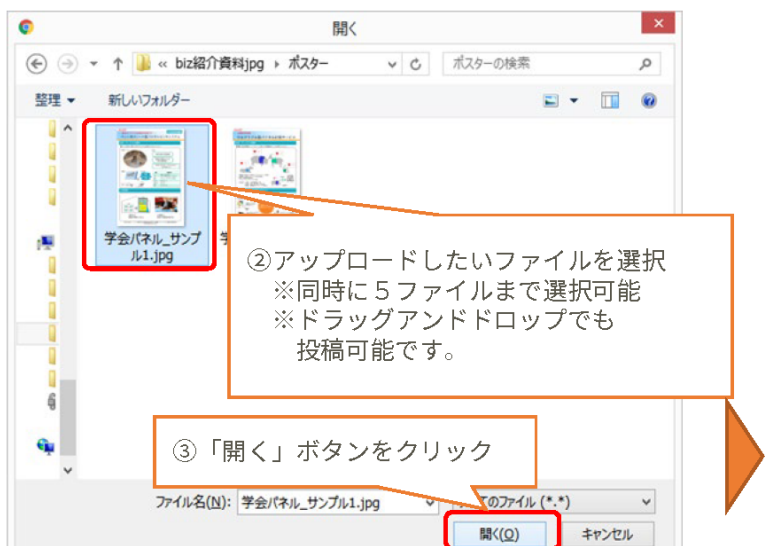 開く
« biz紹介資料jpg ▸ ポスター
ポスターの検索
整理 ▼ 新しいフォルダー
学会パネル_サンプ
ル1.jpg
②アップロードしたいファイルを選択
※同時に５ファイルまで選択可能
※ドラッグアンドドロップでも
投稿可能です。
③「開く」ボタンをクリック
ファイル名(N): 学会パネル_サンプル1.jpg
てのファイル (*.*)
開く(O) キャンセル